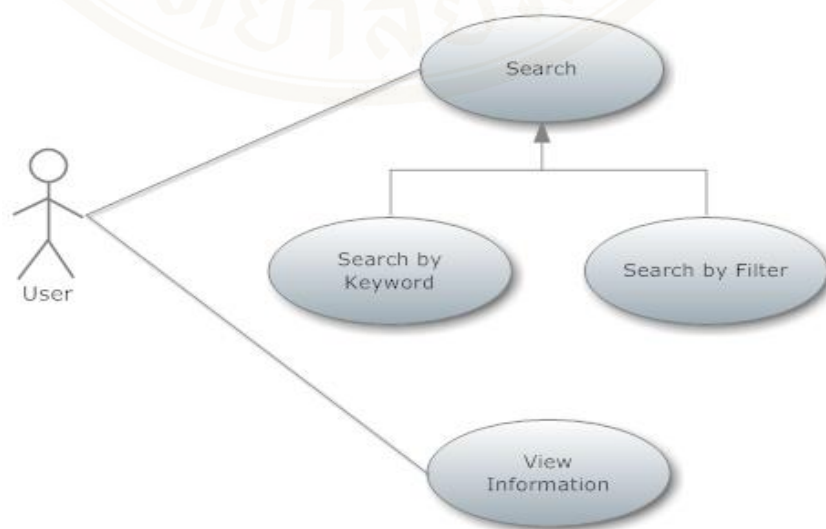 Search
Search by
Keyword
Search by Filter
User
View
Information